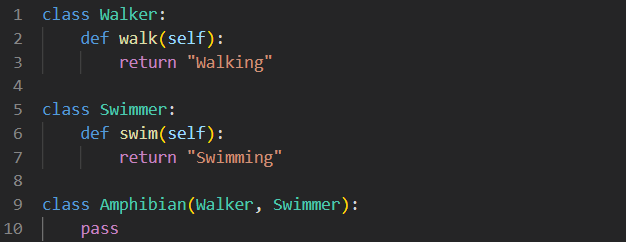 1 class Walker:
2     def walk(self):
3         return "Walking"
4
5 class Swimmer:
6     def swim(self):
7         return "Swimming"
8
9 class Amphibian(Walker, Swimmer):
10     pass